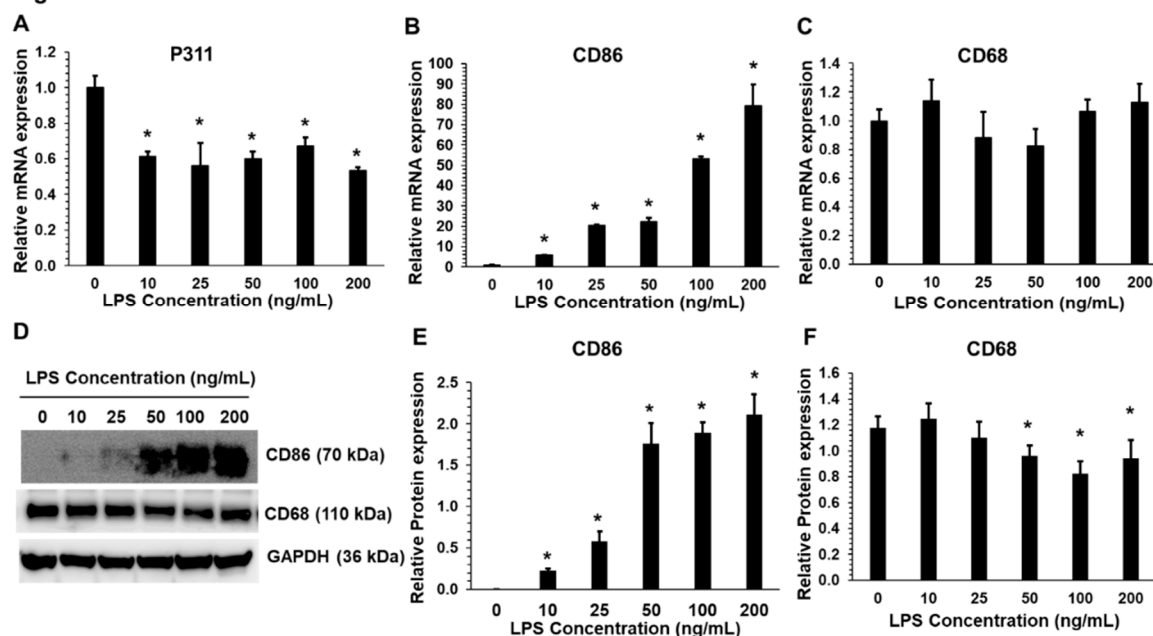 A
P311
Relative mRNA expression
1.2
1.0
0.8
0.6
0.4
0.2
0.0
* * * * *
0 10 25 50 100 200
LPS Concentration (ng/mL)
B
CD86
Relative mRNA expression
100
90
80
70
60
50
40
30
20
10
0
* * * * *
0 10 25 50 100 200
LPS Concentration (ng/mL)
C
CD68
Relative mRNA expression
1.4
1.2
1.0
0.8
0.6
0.4
0.2
0.0
0 10 25 50 100 200
LPS Concentration (ng/mL)
D
LPS Concentration (ng/mL)
0 10 25 50 100 200
CD86 (70 kDa)
CD68 (110 kDa)
GAPDH (36 kDa)
E
CD86
Relative Protein expression
2.5
2.0
1.5
1.0
0.5
0.0
* * * * *
0 10 25 50 100 200
LPS Concentration (ng/mL)
F
CD68
Relative Protein expression
1.6
1.4
1.2
1.0
0.8
0.6
0.4
0.2
0.0
* * *
0 10 25 50 100 200
LPS Concentration (ng/mL)